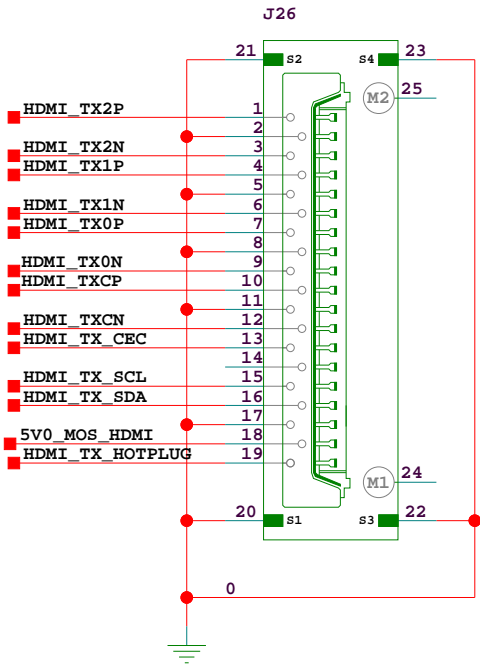 J26
21 S2 S4 23
M2 25
HDMI_TX2P 1
2
HDMI_TX2N 3
HDMI_TX1P 4
5
HDMI_TX1N 6
HDMI_TX0P 7
8
HDMI_TX0N 9
HDMI_TXCP 10
11
HDMI_TXCN 12
HDMI_TX_CEC 13
14
HDMI_TX_SCL 15
HDMI_TX_SDA 16
17
5V0_MOS_HDMI 18
HDMI_TX_HOTPLUG 19
M1 24
20 S1 S3 22
0